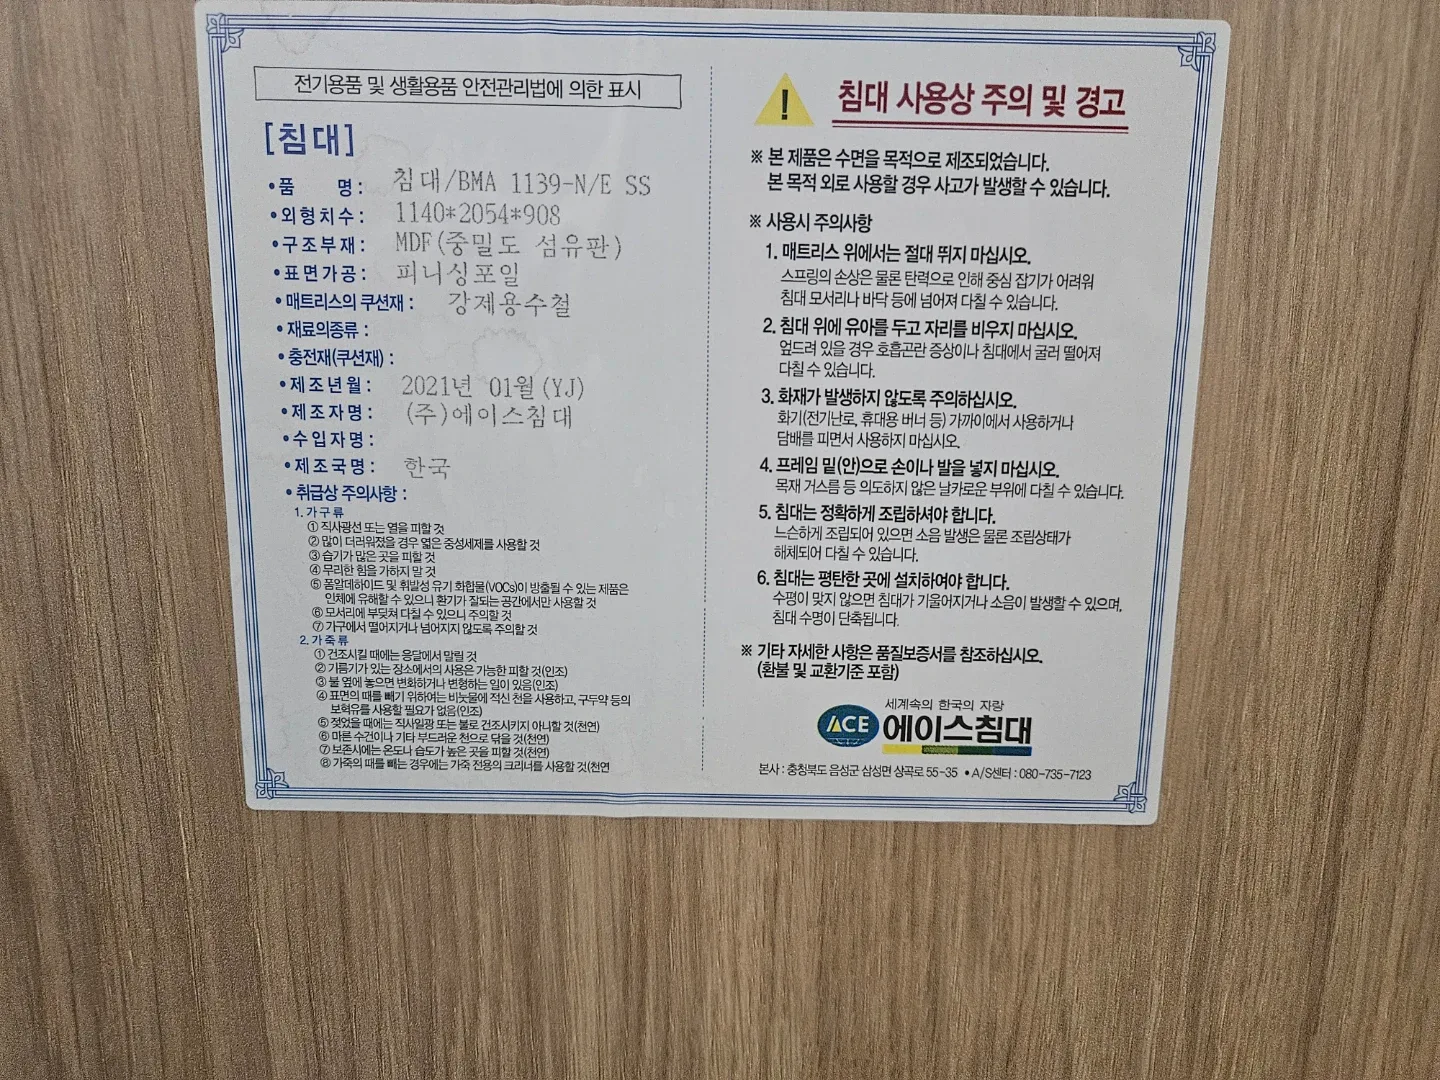 전기용품 및 생활용품 안전관리법에 의한 표시
[침대]
•품 명 : 침대/BMA 1139-N/E SS
•외형치수 : 1140*2054*908
•구조부재 : MDF(중밀도 섬유판)
•표면가공 : 피니싱포일
•매트리스의 쿠션재 : 강제용수철
•재료의종류 :
•충전재(쿠션재) :
•제조년월 : 2021년 01월(YJ)
•제조자명 : (주)에이스침대
•수입자명 :
•제조국명 : 한국
•취급상 주의사항 :
1. 가구류
① 직사광선 또는 열을 피할 것
② 많이 더러워졌을 경우 엷은 중성세제를 사용할 것
③ 습기가 많은 곳을 피할 것
④ 무리한 힘을 가하지 말 것
⑤ 폼알데하이드 및 휘발성 유기 화합물(VOCs)이 방출될 수 있는 제품은
인체에 유해할 수 있으니 환기가 잘되는 공간에서만 사용할 것
⑥ 모서리에 부딪혀 다칠 수 있으니 주의할 것
⑦ 가구에서 떨어지거나 넘어지지 않도록 주의할 것
2. 가죽류
① 건조시킬 때에는 응달에서 말릴 것
② 기름기가 있는 장소에서의 사용은 가능한 피할 것(인조)
③ 불 옆에 놓으면 변화하거나 변형하는 일이 있음(인조)
④ 표면의 때를 빼기 위하여는 비눗물에 적신 천을 사용하고, 구두약 등의
보혁유를 사용할 필요가 없음(인조)
⑤ 젖었을 때에는 직사일광 또는 불로 건조시키지 아니할 것(천연)
⑥ 마른 수건이나 기타 부드러운 천으로 닦을 것(천연)
⑦ 보존시에는 온도나 습도가 높은 곳을 피할 것(천연)
⑧ 가죽의 때를 빼는 경우에는 가죽 전용의 크리너를 사용할 것(천연
침대 사용상 주의 및 경고
※ 본 제품은 수면을 목적으로 제조되었습니다.
본 목적 외로 사용할 경우 사고가 발생할 수 있습니다.
※ 사용시 주의사항
1. 매트리스 위에서는 절대 뛰지 마십시오.
스프링의 손상은 물론 탄력으로 인해 중심 잡기가 어려워
침대 모서리나 바닥 등에 넘어져 다칠 수 있습니다.
2. 침대 위에 유아를 두고 자리를 비우지 마십시오.
엎드려 있을 경우 호흡곤란 증상이나 침대에서 굴러 떨어져
다칠 수 있습니다.
3. 화재가 발생하지 않도록 주의하십시오.
화기(전기난로, 휴대용 버너 등) 가까이에서 사용하거나
담배를 피면서 사용하지 마십시오.
4. 프레임 밑(안)으로 손이나 발을 넣지 마십시오.
목재 거스름 등 의도하지 않은 날카로운 부위에 다칠 수 있습니다.
5. 침대는 정확하게 조립하셔야 합니다.
느슨하게 조립되어 있으면 소음 발생은 물론 조립상태가
해체되어 다칠 수 있습니다.
6. 침대는 평탄한 곳에 설치하여야 합니다.
수평이 맞지 않으면 침대가 기울어지거나 소음이 발생할 수 있으며,
침대 수명이 단축됩니다.
※ 기타 자세한 사항은 품질보증서를 참조하십시오.
(환불 및 교환기준 포함)
세계속의 한국의 자랑
ACE 에이스침대
본사 : 충청북도 음성군 삼성면 상곡로 55-35 •A/S센터 : 080-735-7123